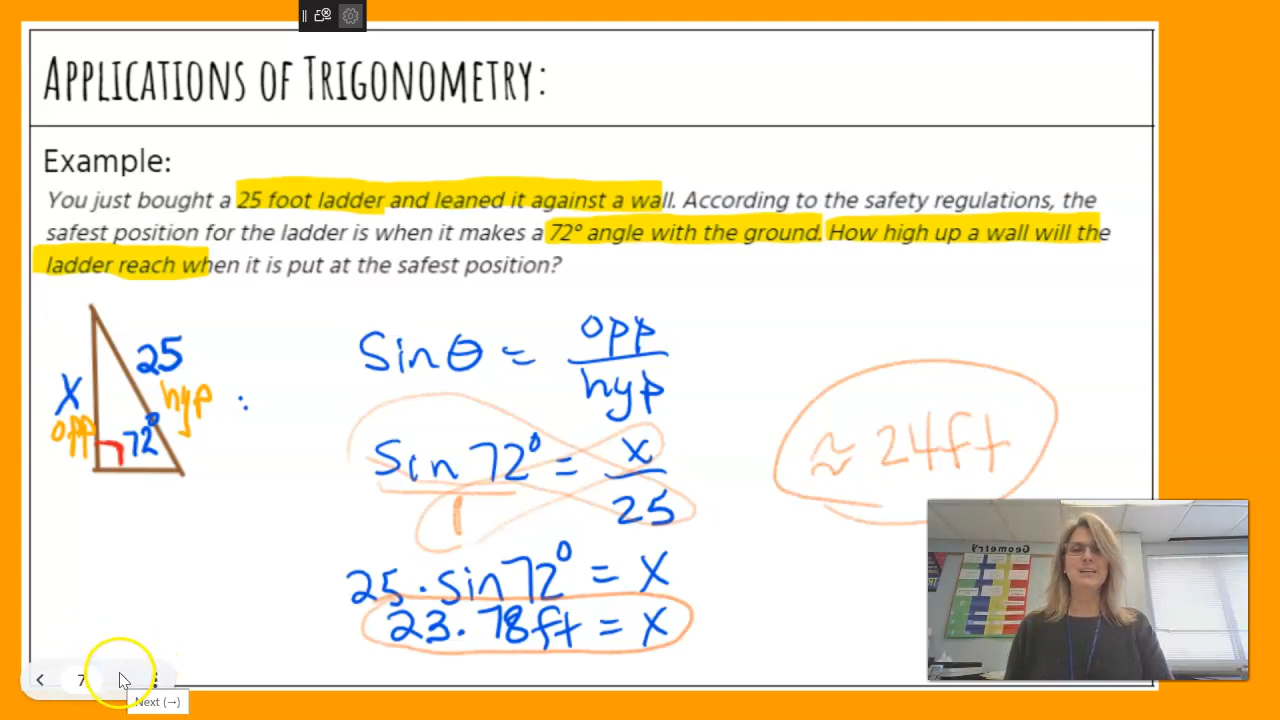 APPLICATIONS OF TRIGONOMETRY:
Example:
You just bought a 25 foot ladder and leaned it against a wall. According to the safety regulations, the
safest position for the ladder is when it makes a 72° angle with the ground. How high up a wall will the
ladder reach when it is put at the safest position?
x
opp
25
hyp
72°
Sin θ = opp
hyp
Sin 72° = x
1
25
25 · sin 72° = x
23.78ft = x
≈ 24ft
Geometry
7
Next (→)